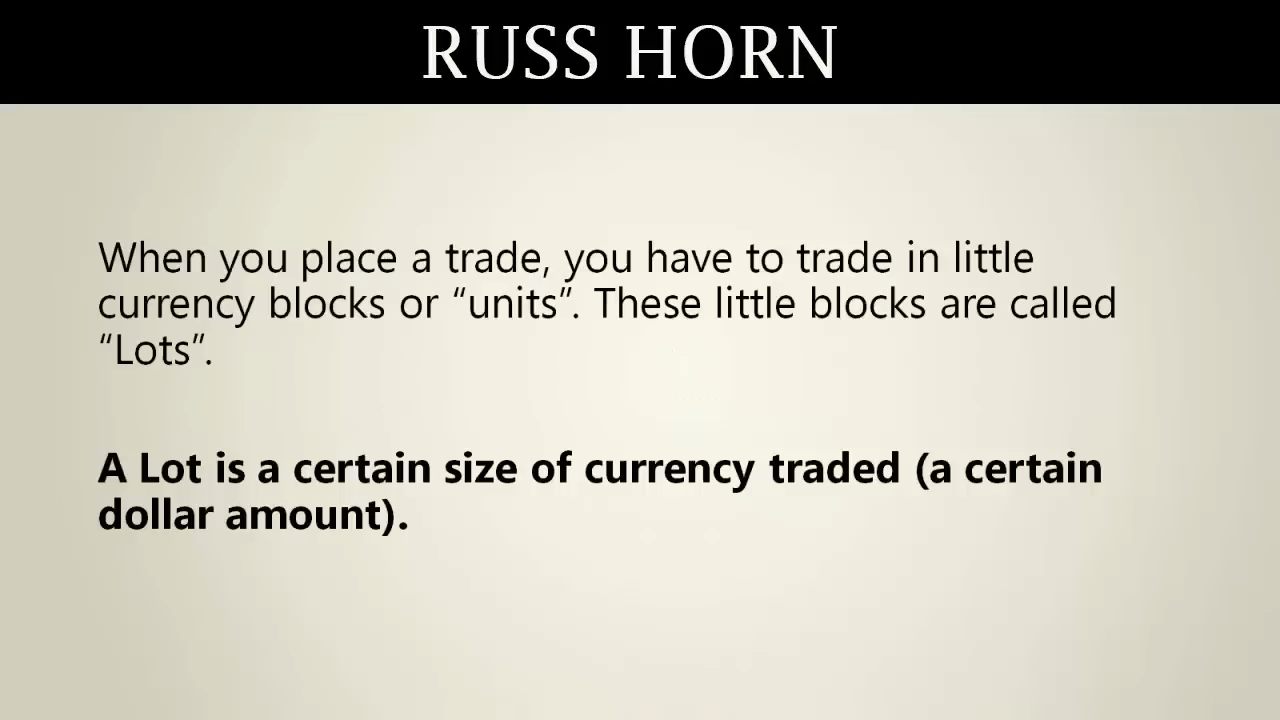 RUSS HORN
When you place a trade, you have to trade in little
currency blocks or “units”. These little blocks are called
“Lots”.
A Lot is a certain size of currency traded (a certain
dollar amount).